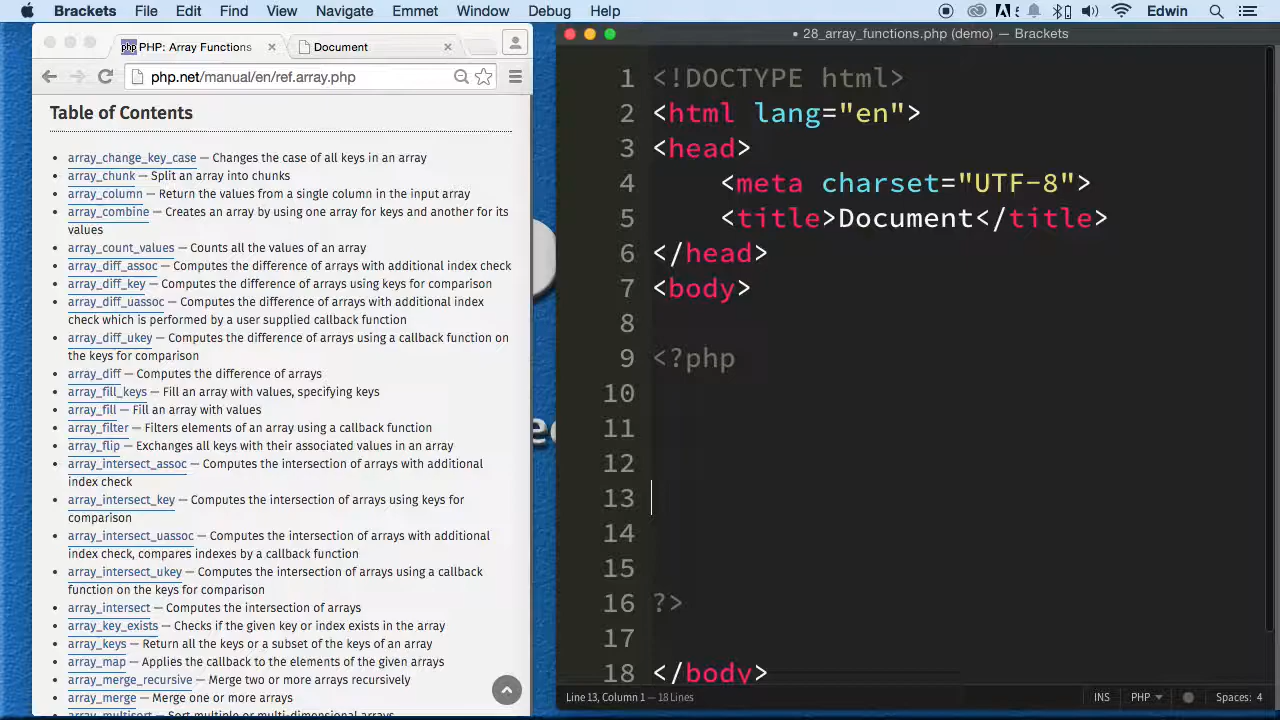 Brackets File Edit Find View Navigate Emmet Window Debug Help Edwin
PHP: Array Functions × Document ×
php.net/manual/en/ref.array.php
Table of Contents
• array_change_key_case — Changes the case of all keys in an array
• array_chunk — Split an array into chunks
• array_column — Return the values from a single column in the input array
• array_combine — Creates an array by using one array for keys and another for its
values
• array_count_values — Counts all the values of an array
• array_diff_assoc — Computes the difference of arrays with additional index check
• array_diff_key — Computes the difference of arrays using keys for comparison
• array_diff_uassoc — Computes the difference of arrays with additional index
check which is performed by a user supplied callback function
• array_diff_ukey — Computes the difference of arrays using a callback function on
the keys for comparison
• array_diff — Computes the difference of arrays
• array_fill_keys — Fill an array with values, specifying keys
• array_fill — Fill an array with values
• array_filter — Filters elements of an array using a callback function
• array_flip — Exchanges all keys with their associated values in an array
• array_intersect_assoc — Computes the intersection of arrays with additional
index check
• array_intersect_key — Computes the intersection of arrays using keys for
comparison
• array_intersect_uassoc — Computes the intersection of arrays with additional
index check, compares indexes by a callback function
• array_intersect_ukey — Computes the intersection of arrays using a callback
function on the keys for comparison
• array_intersect — Computes the intersection of arrays
• array_key_exists — Checks if the given key or index exists in the array
• array_keys — Return all the keys or a subset of the keys of an array
• array_map — Applies the callback to the elements of the given arrays
• array_merge_recursive — Merge two or more arrays recursively
• array_merge — Merge one or more arrays
• array_multisort — Sort multiple or multi-dimensional arrays
• 28_array_functions.php (demo) — Brackets
1 <!DOCTYPE html>
2 <html lang="en">
3 <head>
4 <meta charset="UTF-8">
5 <title>Document</title>
6 </head>
7 <body>
8
9 <?php
10
11
12
13
14
15
16 ?>
17
18 </body>
Line 13, Column 1 — 18 Lines INS PHP Spaces: 4